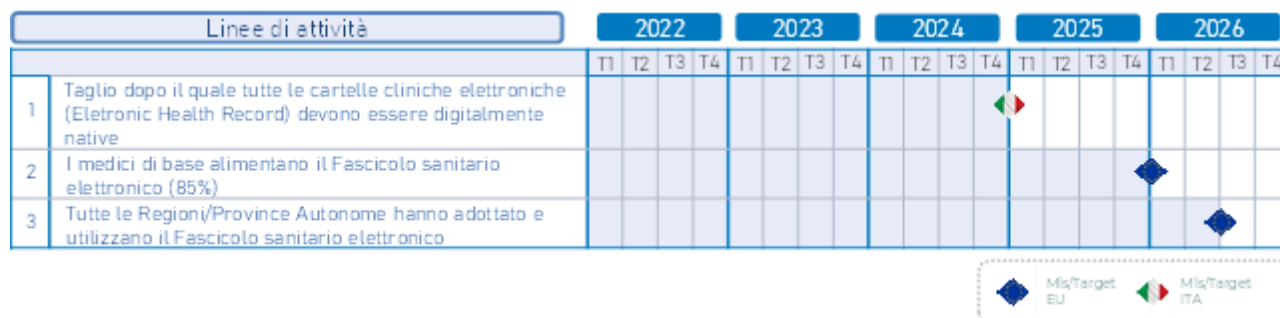 Linee di attività 2022 2023 2024 2025 2026
T1 T2 T3 T4 T1 T2 T3 T4 T1 T2 T3 T4 T1 T2 T3 T4 T1 T2 T3 T4
1 Taglio dopo il quale tutte le cartelle cliniche elettroniche
(Eletronic Health Record) devono essere digitalmente
native
2 I medici di base alimentano il Fascicolo sanitario
elettronico (85%)
3 Tutte le Regioni/Province Autonome hanno adottato e
utilizzano il Fascicolo sanitario elettronico
Mls/Target Mls/Target
EU ITA